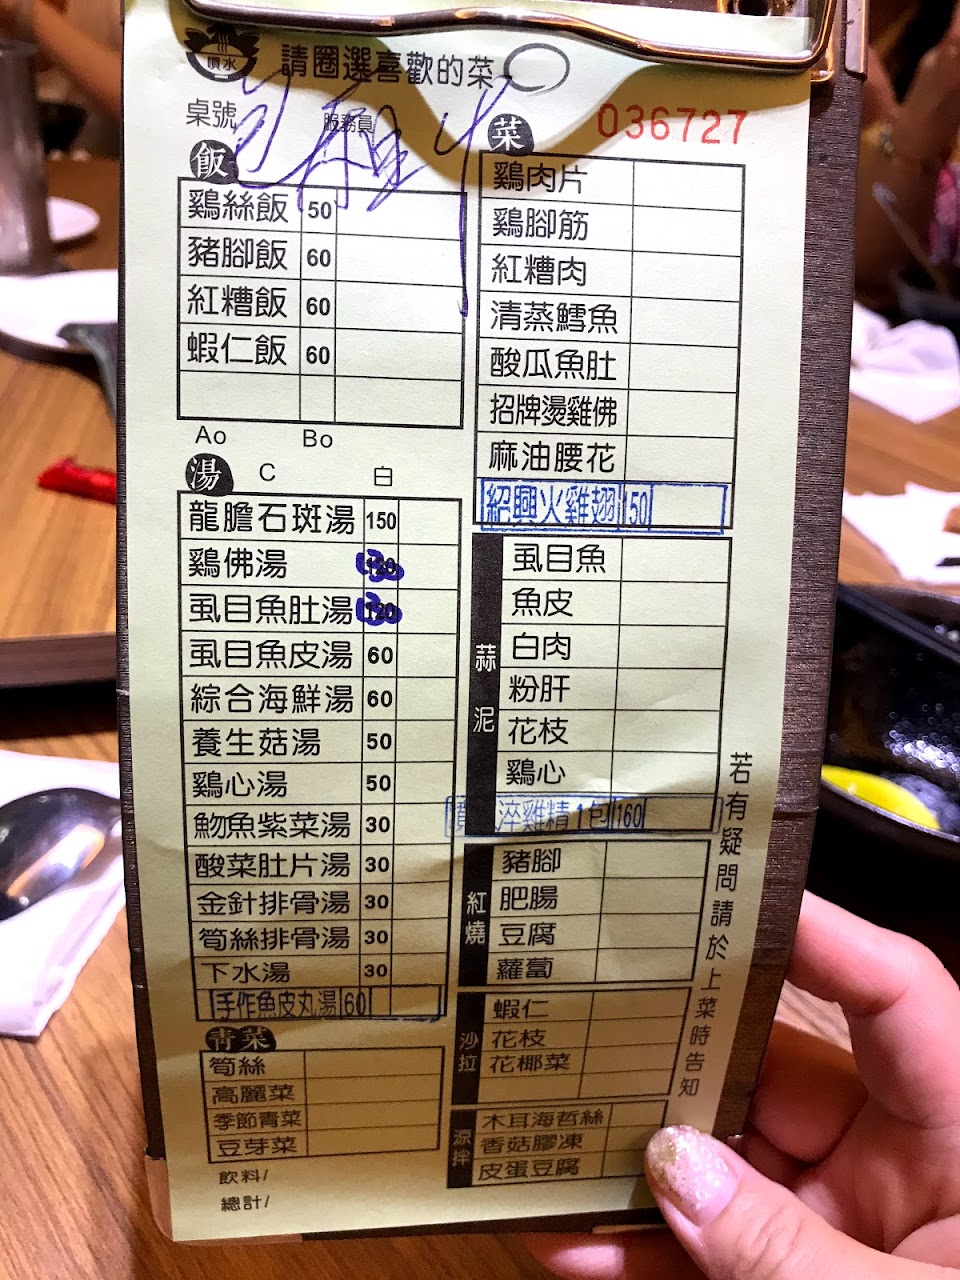 噴水
請圈選喜歡的菜
036727
桌號
服務員
飯
鷄絲飯 50
豬腳飯 60
紅糟飯 60
蝦仁飯 60
Ao Bo
湯 C 白
龍膽石斑湯 150
鷄佛湯
虱目魚肚湯 120
虱目魚皮湯 60
綜合海鮮湯 60
養生菇湯 50
鷄心湯 50
魩魚紫菜湯 30
酸菜肚片湯 30
金針排骨湯 30
筍絲排骨湯 30
下水湯 30
手作魚皮丸湯 60
青菜
筍絲
高麗菜
季節青菜
豆芽菜
飲料/
總計/
菜
鷄肉片
鷄腳筋
紅糟肉
清蒸鱈魚
酸瓜魚肚
招牌燙雞佛
麻油腰花
紹興火雞翅 150
蒜泥
虱目魚
魚皮
白肉
粉肝
花枝
鷄心
淬雞精1包 160
紅燒
豬腳
肥腸
豆腐
蘿蔔
沙拉
蝦仁
花枝
花椰菜
涼拌
木耳海哲絲
香菇膠凍
皮蛋豆腐
若有疑問請於上菜時告知